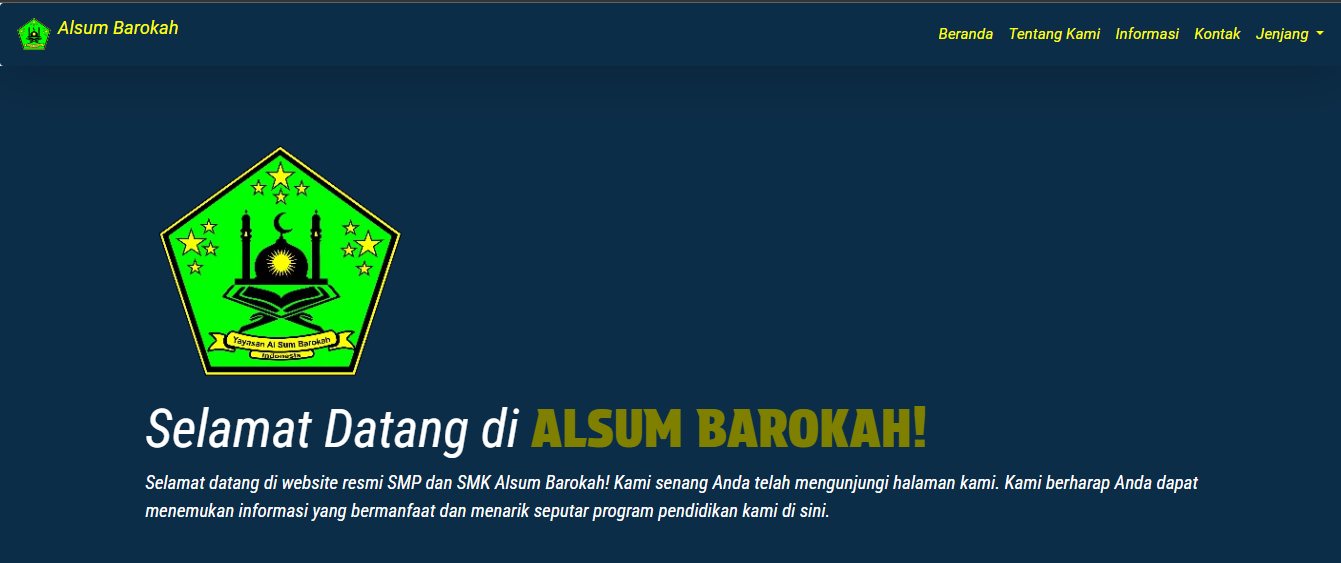 Alsum Barokah
Beranda Tentang Kami Informasi Kontak Jenjang
Yayasan Al Sum Barokah
Indonesia
Selamat Datang di ALSUM BAROKAH!
Selamat datang di website resmi SMP dan SMK Alsum Barokah! Kami senang Anda telah mengunjungi halaman kami. Kami berharap Anda dapat
menemukan informasi yang bermanfaat dan menarik seputar program pendidikan kami di sini.